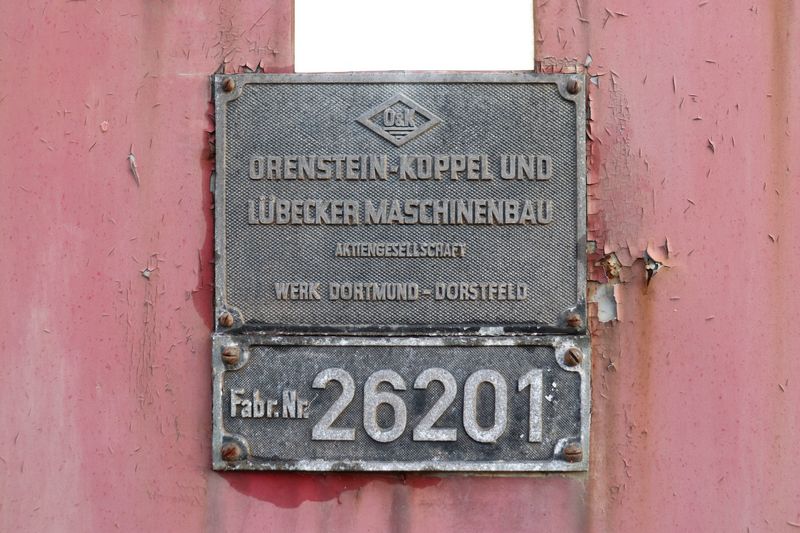 O&K
ORENSTEIN-KOPPEL UND
LÜBECKER MASCHINENBAU
AKTIENGESELLSCHAFT
WERK DORTMUND-DORSTFELD
Fabr. Nr. 26201